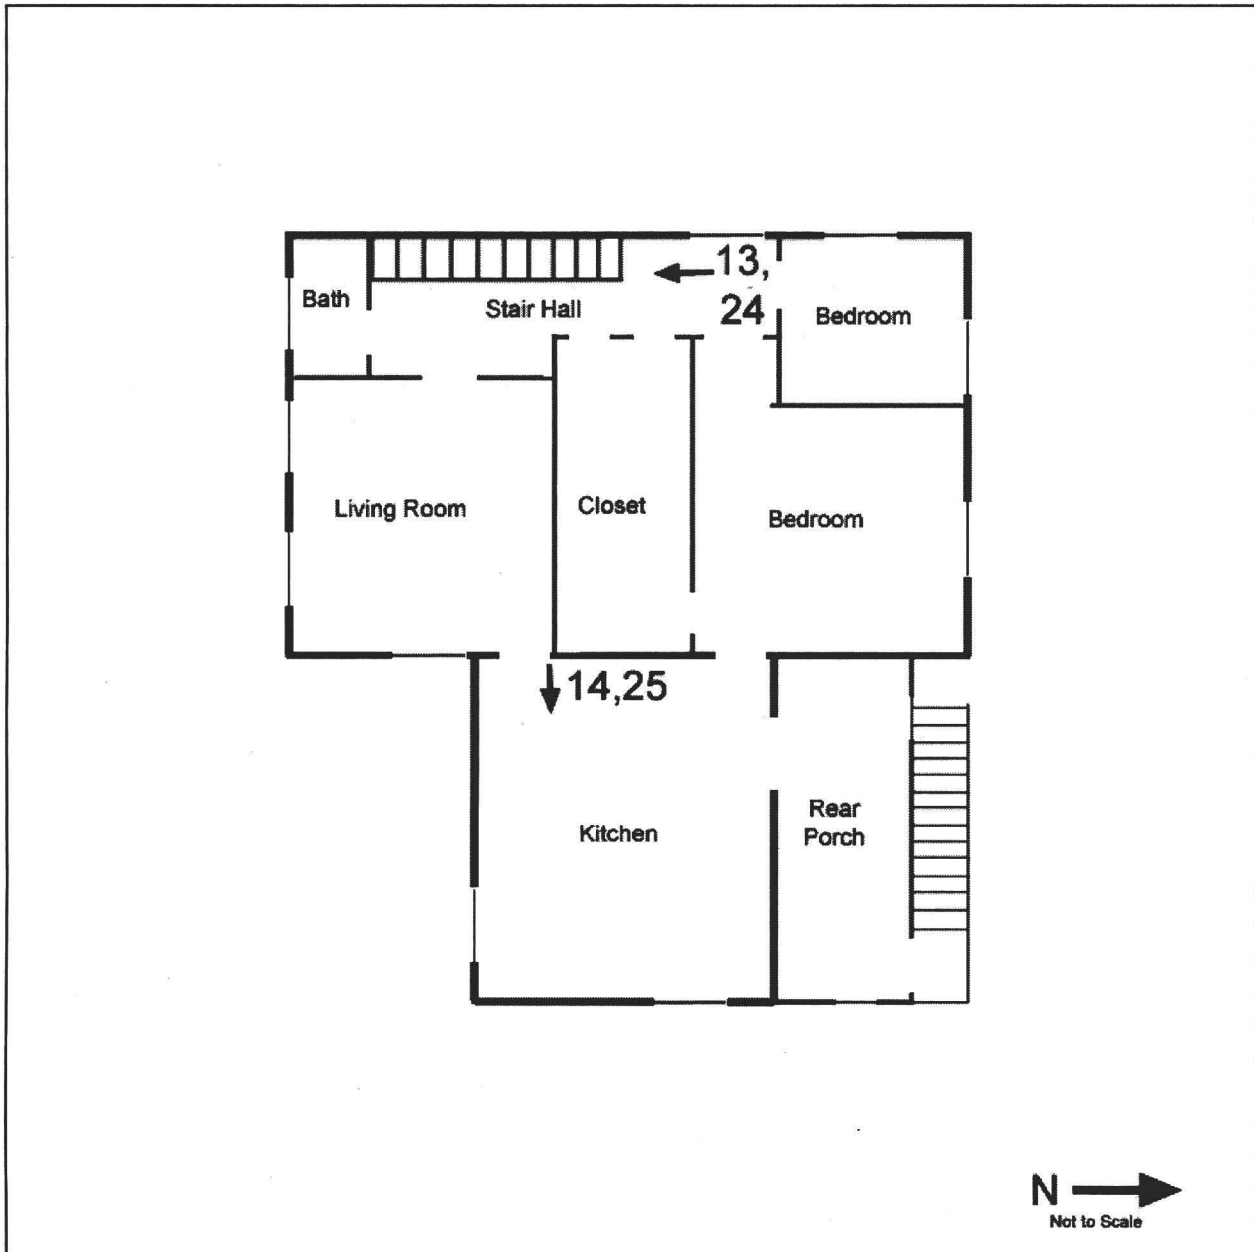 13,
24
Bath
Stair Hall
Bedroom
Living Room
Closet
Bedroom
14,25
Kitchen
Rear
Porch
N
Not to Scale